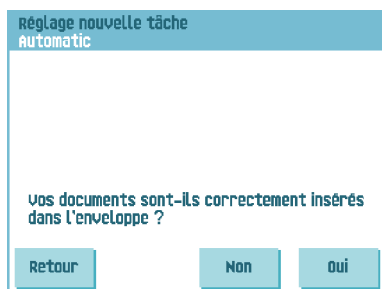 Réglage nouvelle tâche
Automatic
Vos documents sont-ils correctement insérés
dans l'enveloppe ?
Retour Non Oui